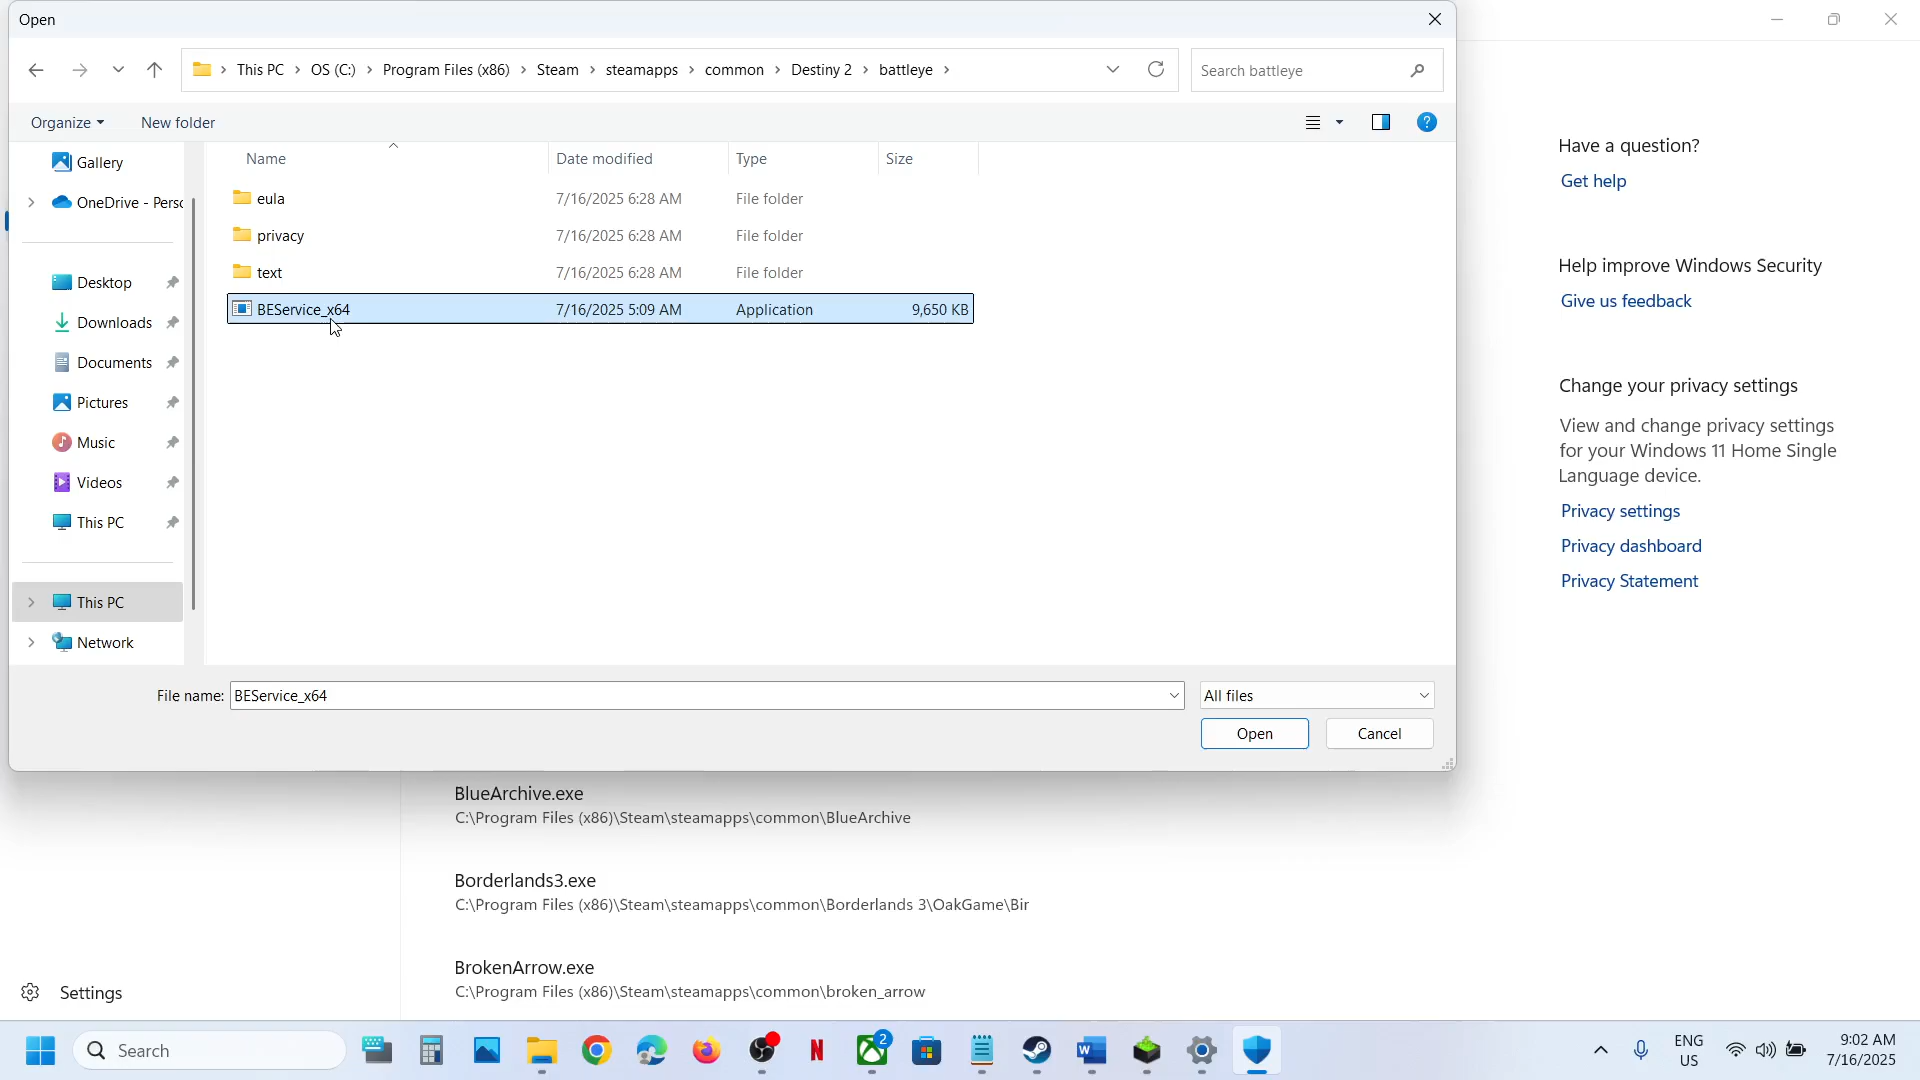 Open
This PC > OS (C:) > Program Files (x86) > Steam > steamapps > common > Destiny 2 > battleye >
Search battleye
Organize
New folder
Gallery
OneDrive - Perso
Desktop
Downloads
Documents
Pictures
Music
Videos
This PC
This PC
Network
Name Date modified Type Size
eula 7/16/2025 6:28 AM File folder
privacy 7/16/2025 6:28 AM File folder
text 7/16/2025 6:28 AM File folder
BEService_x64 7/16/2025 5:09 AM Application 9,650 KB
File name: BEService_x64
All files
Open
Cancel
Have a question?
Get help
Help improve Windows Security
Give us feedback
Change your privacy settings
View and change privacy settings
for your Windows 11 Home Single
Language device.
Privacy settings
Privacy dashboard
Privacy Statement
BlueArchive.exe
C:\Program Files (x86)\Steam\steamapps\common\BlueArchive
Borderlands3.exe
C:\Program Files (x86)\Steam\steamapps\common\Borderlands 3\OakGame\Bir
BrokenArrow.exe
C:\Program Files (x86)\Steam\steamapps\common\broken_arrow
Settings
Search
2
ENG
US
9:02 AM
7/16/2025